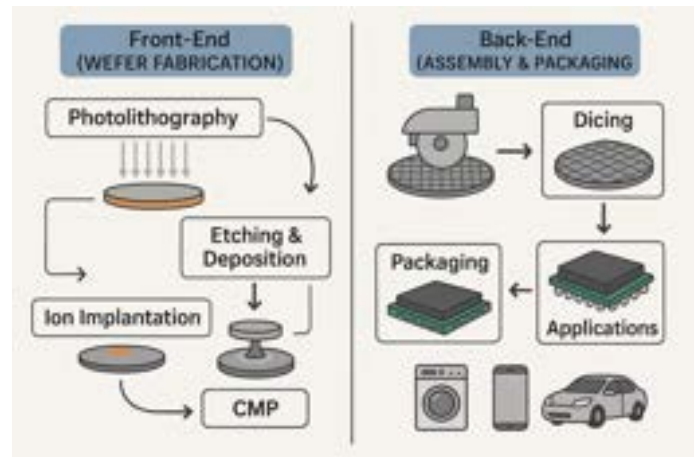 Front-End
(WEFER FABRICATION)
Photolithography
Etching &
Deposition
Ion Implantation
CMP
Back-End
(ASSEMBLY & PACKAGING
Dicing
Packaging
Applications